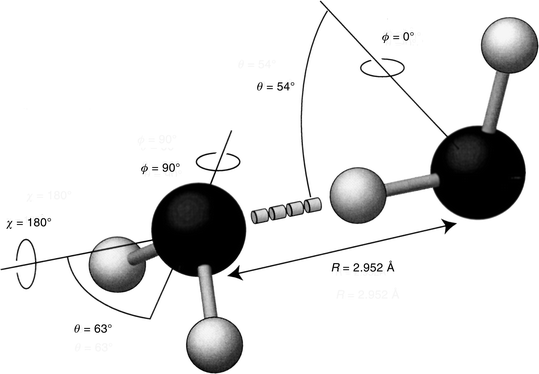 ϕ = 0°
θ = 54°
ϕ = 90°
χ = 180°
R = 2.952 Å
θ = 63°